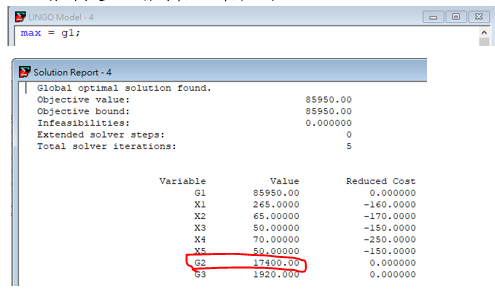 LINGO Model - 4
max = g1;
Solution Report - 4
Global optimal solution found.
Objective value: 85950.00
Objective bound: 85950.00
Infeasibilities: 0.000000
Extended solver steps: 0
Total solver iterations: 5
Variable Value Reduced Cost
G1 85950.00 0.000000
X1 265.0000 -160.0000
X2 65.00000 -170.0000
X3 50.00000 -150.0000
X4 70.00000 -250.0000
X5 50.00000 -150.0000
G2 17400.00 0.000000
G3 1920.000 0.000000